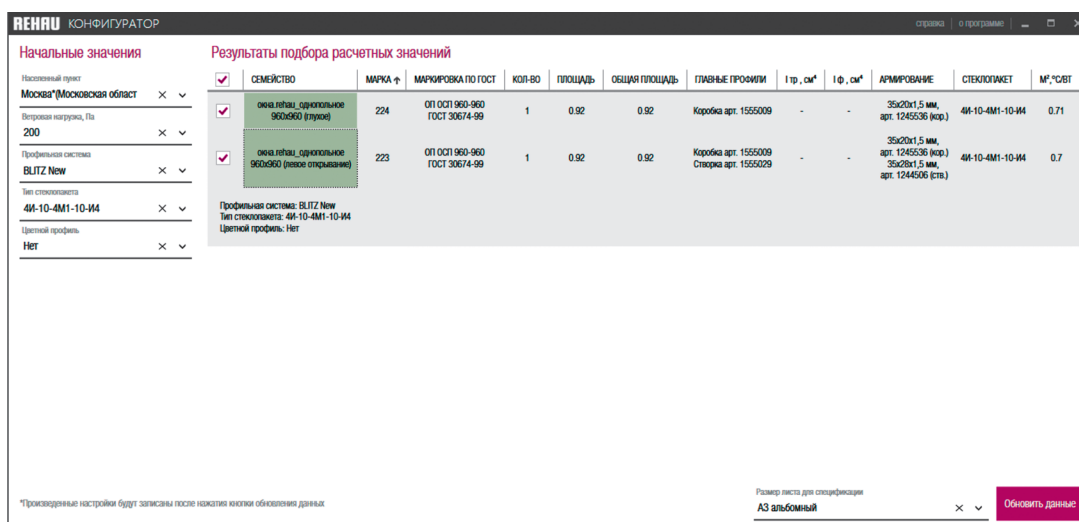 REHAU КОНФИГУРАТОР
справка | о программе
Начальные значения
Населенный пункт
Москва*(Московская област
Ветровая нагрузка, Па
200
Профильная система
BLITZ New
Тип стеклопакета
4И-10-4М1-10-И4
Цветной профиль
Нет
Результаты подбора расчетных значений
СЕМЕЙСТВО МАРКА МАРКИРОВКА ПО ГОСТ КОЛ-ВО ПЛОЩАДЬ ОБЩАЯ ПЛОЩАДЬ ГЛАВНЫЕ ПРОФИЛИ I тр , см⁴ I ф , см⁴ АРМИРОВАНИЕ СТЕКЛОПАКЕТ М²,°С/ВТ
окна.rehau_однопольное
960х960 (глухое)
224
ОП ОСП 960-960
ГОСТ 30674-99
1
0.92
0.92
Коробка арт. 1555009
-
-
35х20х1,5 мм,
арт. 1245536 (кор.)
4И-10-4М1-10-И4
0.71
окна.rehau_однопольное
960х960 (левое открывание)
223
ОП ОСП 960-960
ГОСТ 30674-99
1
0.92
0.92
Коробка арт. 1555009
Створка арт. 1555029
-
-
35х20х1,5 мм,
арт. 1245536 (кор.)
35х28х1,5 мм,
арт. 1244506 (ств.)
4И-10-4М1-10-И4
0.7
Профильная система: BLITZ New
Тип стеклопакета: 4И-10-4М1-10-И4
Цветной профиль: Нет
*Произведенные настройки будут записаны после нажатия кнопки обновления данных
Размер листа для спецификации
А3 альбомный
Обновить данные